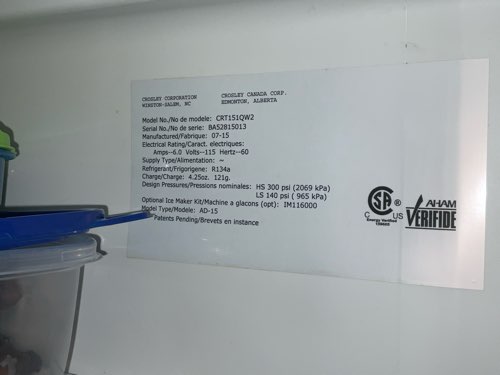 CROSLEY CORPORATION
WINSTON-SALEM, NC
CROSLEY CANADA CORP.
EDMONTON, ALBERTA
Model No./No de modele: CRT151QW2
Serial No./No de serie: BA52815013
Manufactured/Fabrique: 07-15
Electrical Rating/Caract. electriques:
Amps--6.0 Volts--115 Hertz--60
Supply Type/Alimentation: ~
Refrigerant/Frigorigene: R134a
Charge/Charge: 4.25oz. 121g.
Design Pressures/Pressions nominales: HS 300 psi (2069 kPa)
LS 140 psi ( 965 kPa)
Optional Ice Maker Kit/Machine a glacons (opt): IM116000
Model Type/Modele: AD-15
Patents Pending/Brevets en instance
SA
C US
Energy Verified
AHAM
VERIFIDE